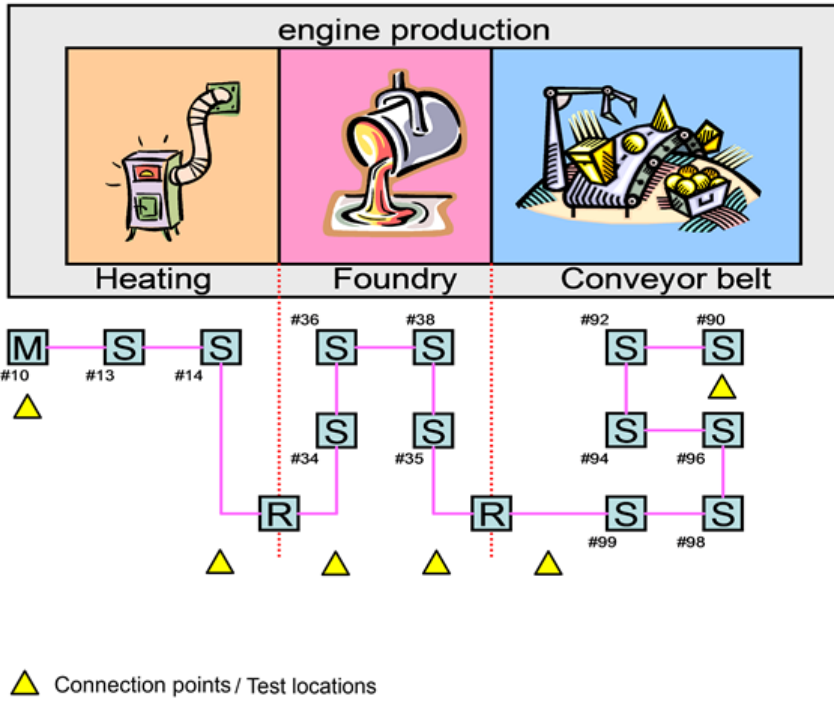 engine production
Heating
Foundry
Conveyor belt
#36 #38 #92 #90
M S S S S S S
#10 #13 #14
S S S S
#34 #35 #94 #96
R R S S
#99 #98
Connection points / Test locations